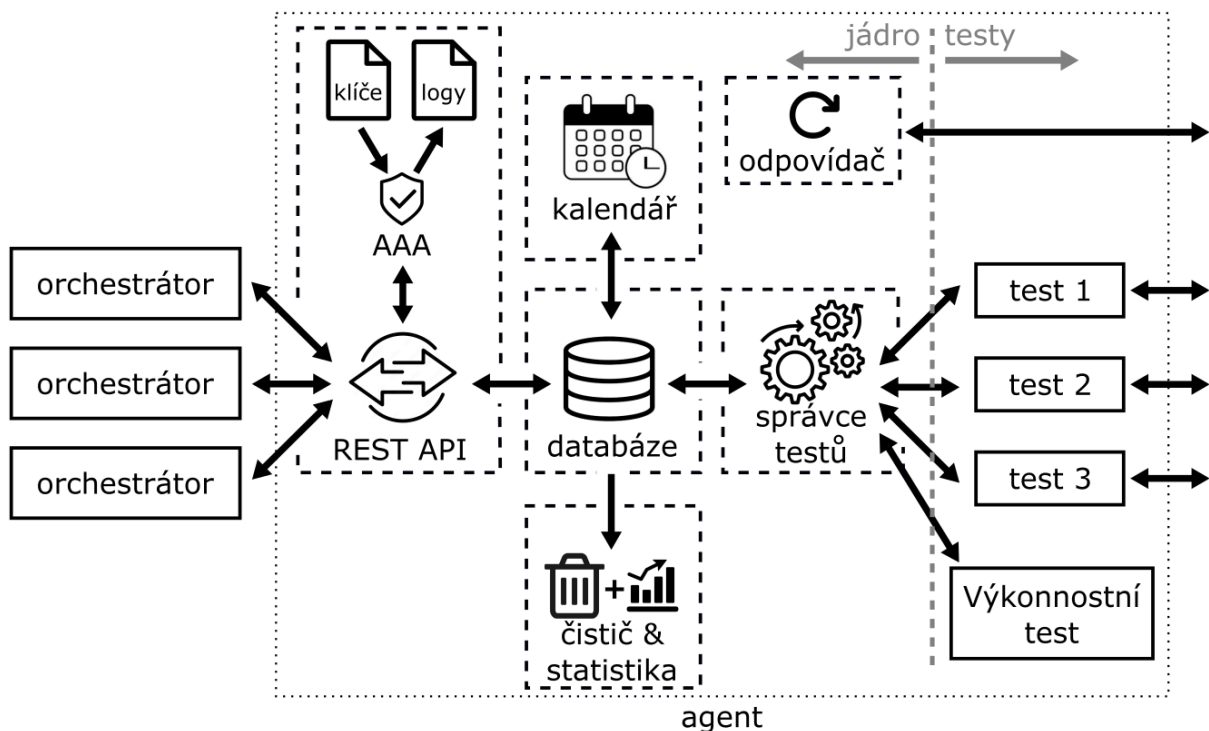 jádro
testy
klíče
logy
AAA
kalendář
odpovídač
orchestrátor
orchestrátor
orchestrátor
REST API
databáze
správce
testů
test 1
test 2
test 3
Výkonnostní
test
+
čistič &
statistika
agent